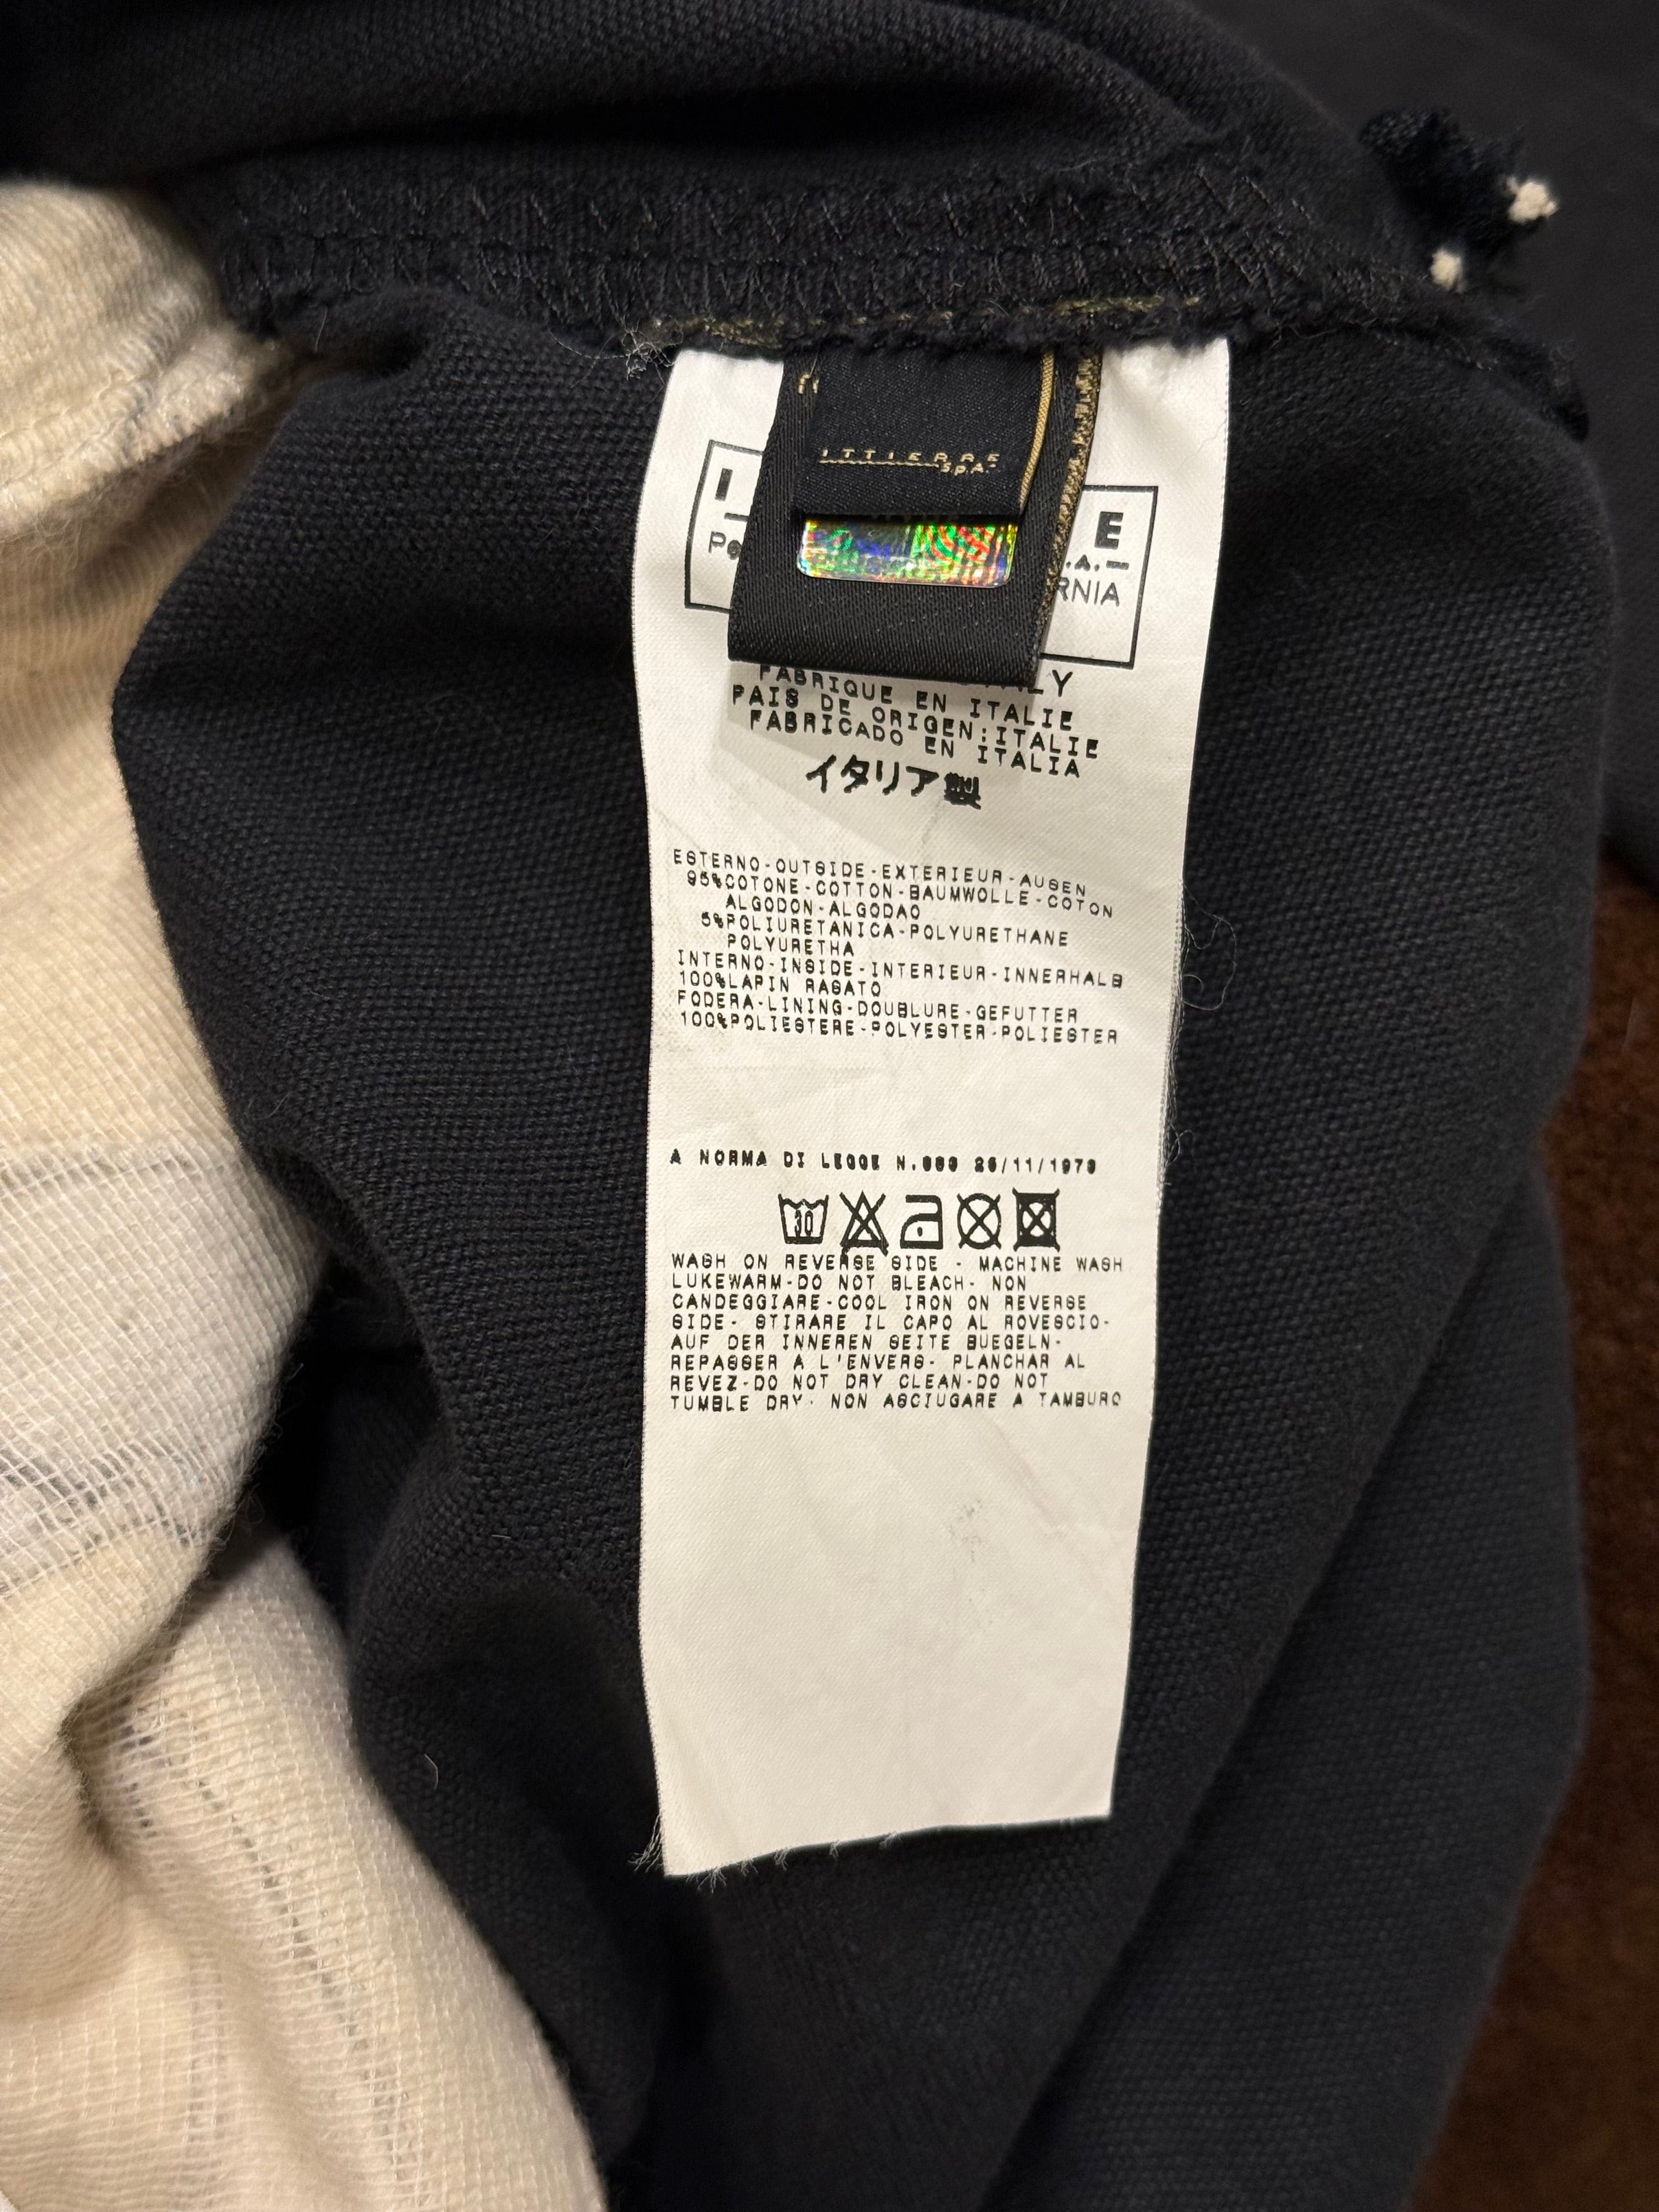 ITTIERRE
S.p.A.
E
RNIA
FABRIQUE EN ITALIE
PAIS DE ORIGEN:ITALIE
FABRICADO EN ITALIA
イタリア製
ESTERNO-OUTSIDE-EXTERIEUR-AUSEN
95%COTONE-COTTON-BAUMWOLLE-COTON
ALGODON-ALGODAO
5%POLIURETANICA-POLYURETHANE
POLYURETHA
INTERNO-INSIDE-INTERIEUR-INNERHALB
100%LAPIN RASATO
FODERA-LINING-DOUBLURE-GEFUTTER
100%POLIESTERE-POLYESTER-POLIESTER
A NORMA DI LEGGE N.883 26/11/1973
30
WASH ON REVERSE SIDE - MACHINE WASH
LUKEWARM-DO NOT BLEACH- NON
CANDEGGIARE-COOL IRON ON REVERSE
SIDE- STIRARE IL CAPO AL ROVESCIO-
AUF DER INNEREN SEITE BUEGELN-
REPASSER A L'ENVERS- PLANCHAR AL
REVEZ-DO NOT DRY CLEAN-DO NOT
TUMBLE DRY- NON ASCIUGARE A TAMBURO